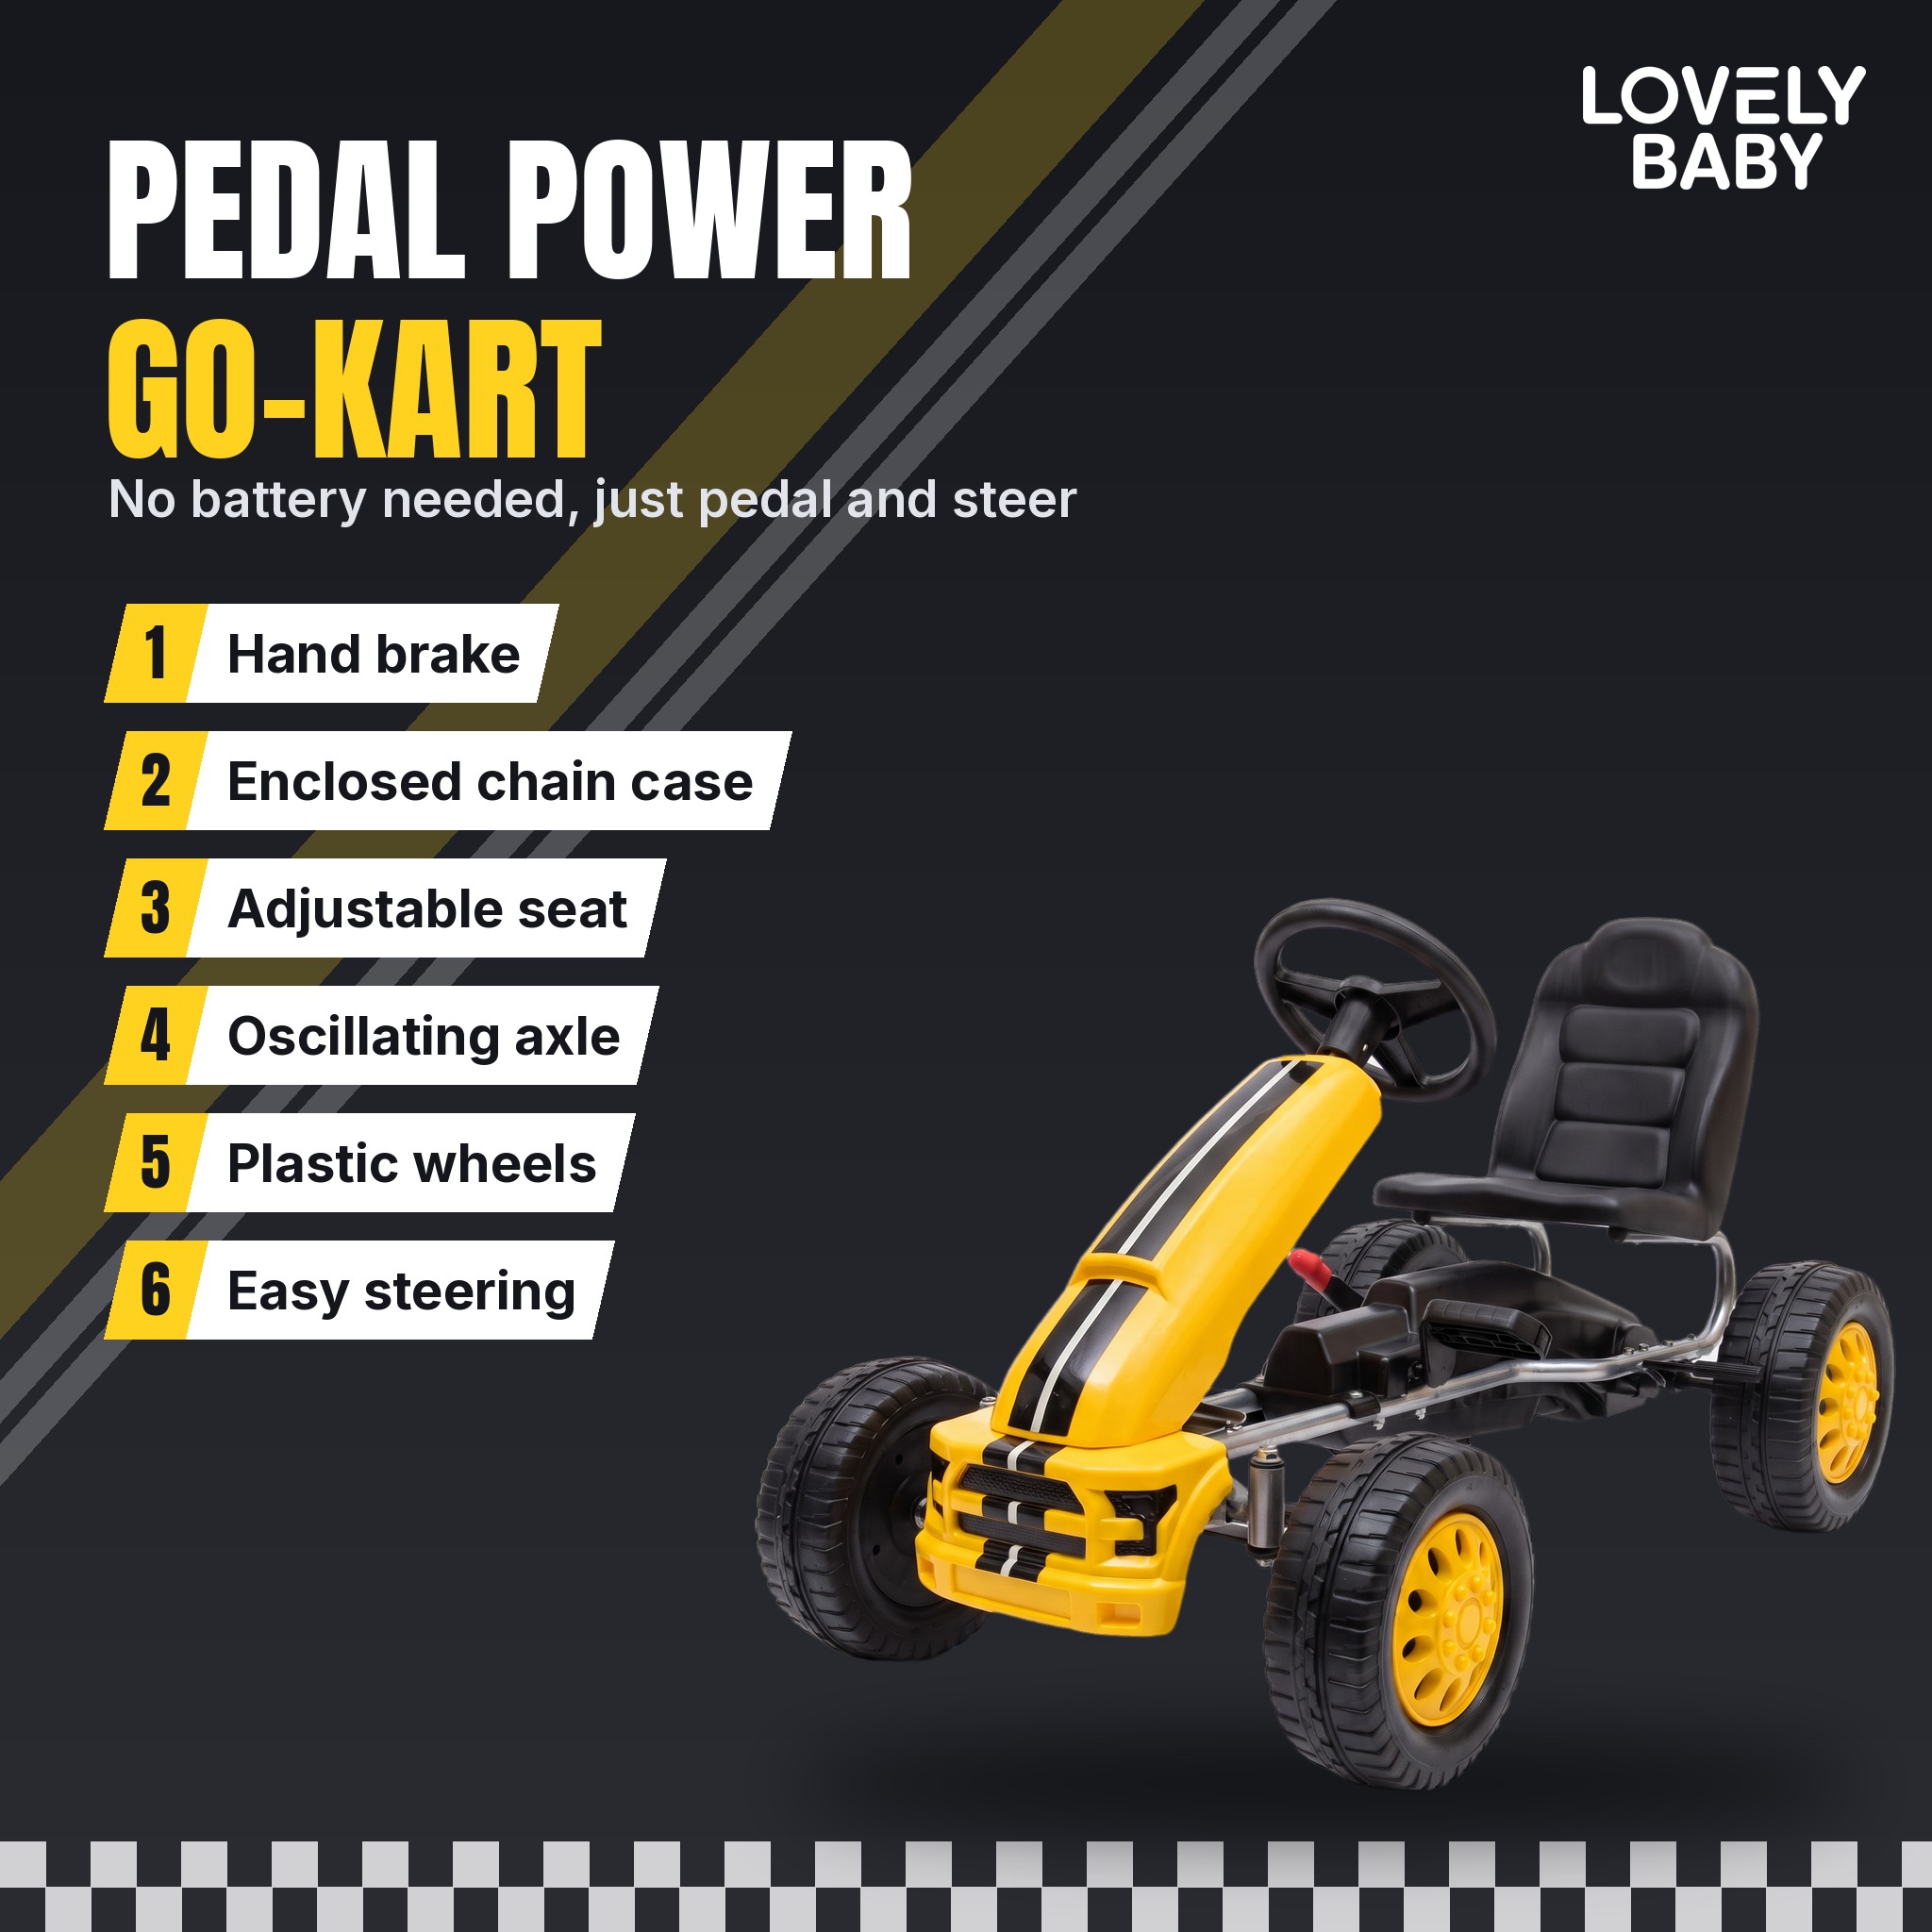 LOVELY
BABY
PEDAL POWER
GO-KART
No battery needed, just pedal and steer
1 Hand brake
2 Enclosed chain case
3 Adjustable seat
4 Oscillating axle
5 Plastic wheels
6 Easy steering